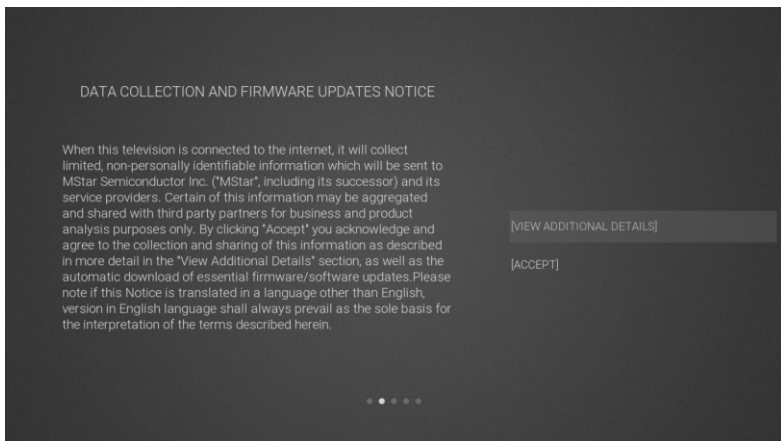 DATA COLLECTION AND FIRMWARE UPDATES NOTICE
When this television is connected to the internet, it will collect
limited, non-personally identifiable information which will be sent to
MStar Semiconductor Inc. ("MStar", including its successor) and its
service providers. Certain of this information may be aggregated
and shared with third party partners for business and product
analysis purposes only. By clicking "Accept" you acknowledge and
agree to the collection and sharing of this information as described
in more detail in the "View Additional Details" section, as well as the
automatic download of essential firmware/software updates.Please
note if this Notice is translated in a language other than English,
version in English language shall always prevail as the sole basis for
the interpretation of the terms described herein.
[VIEW ADDITIONAL DETAILS]
[ACCEPT]